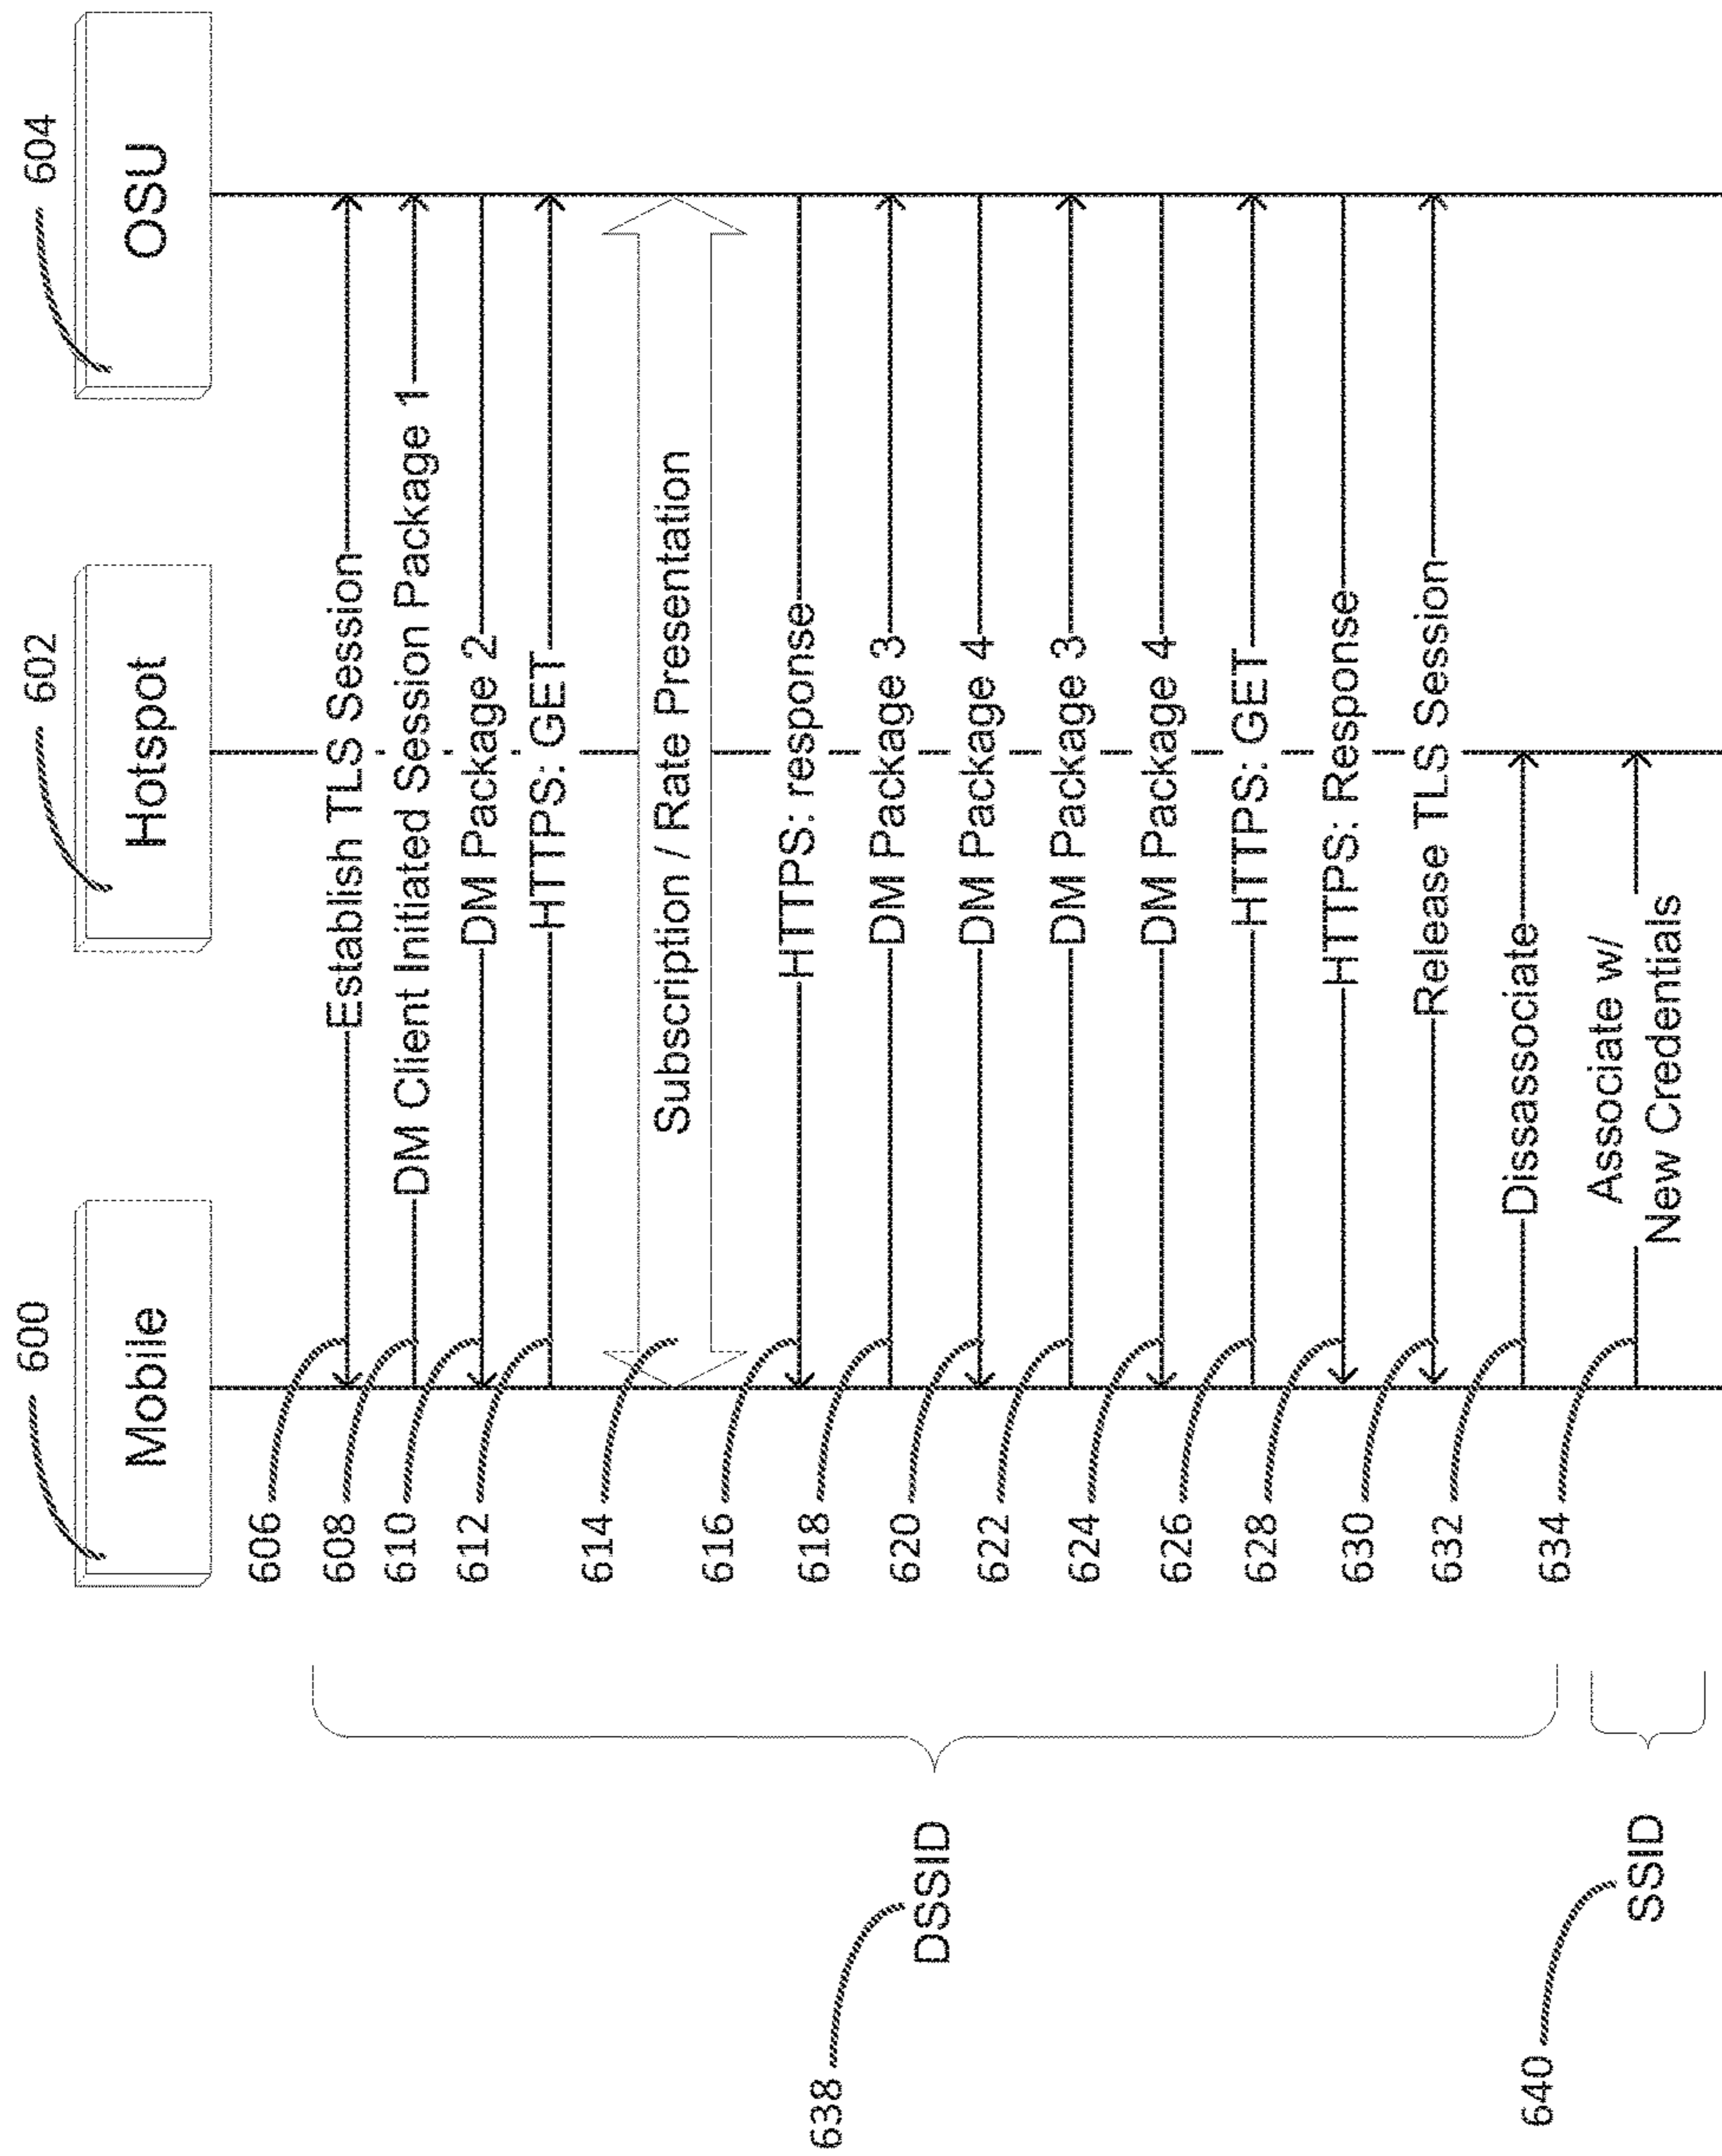 600
602
604
Mobile
Hotspot
OSU
606
Establish TLS Session
608
DM Client Initiated Session Package 1
610
DM Package 2
612
HTTPS: GET
614
Subscription / Rate Presentation
616
HTTPS: response
618
DM Package 3
620
DM Package 4
622
DM Package 3
624
DM Package 4
626
HTTPS: GET
628
HTTPS: Response
630
Release TLS Session
632
Dissassociate
634
Associate w/
New Credentials
638
DSSID
640
SSID